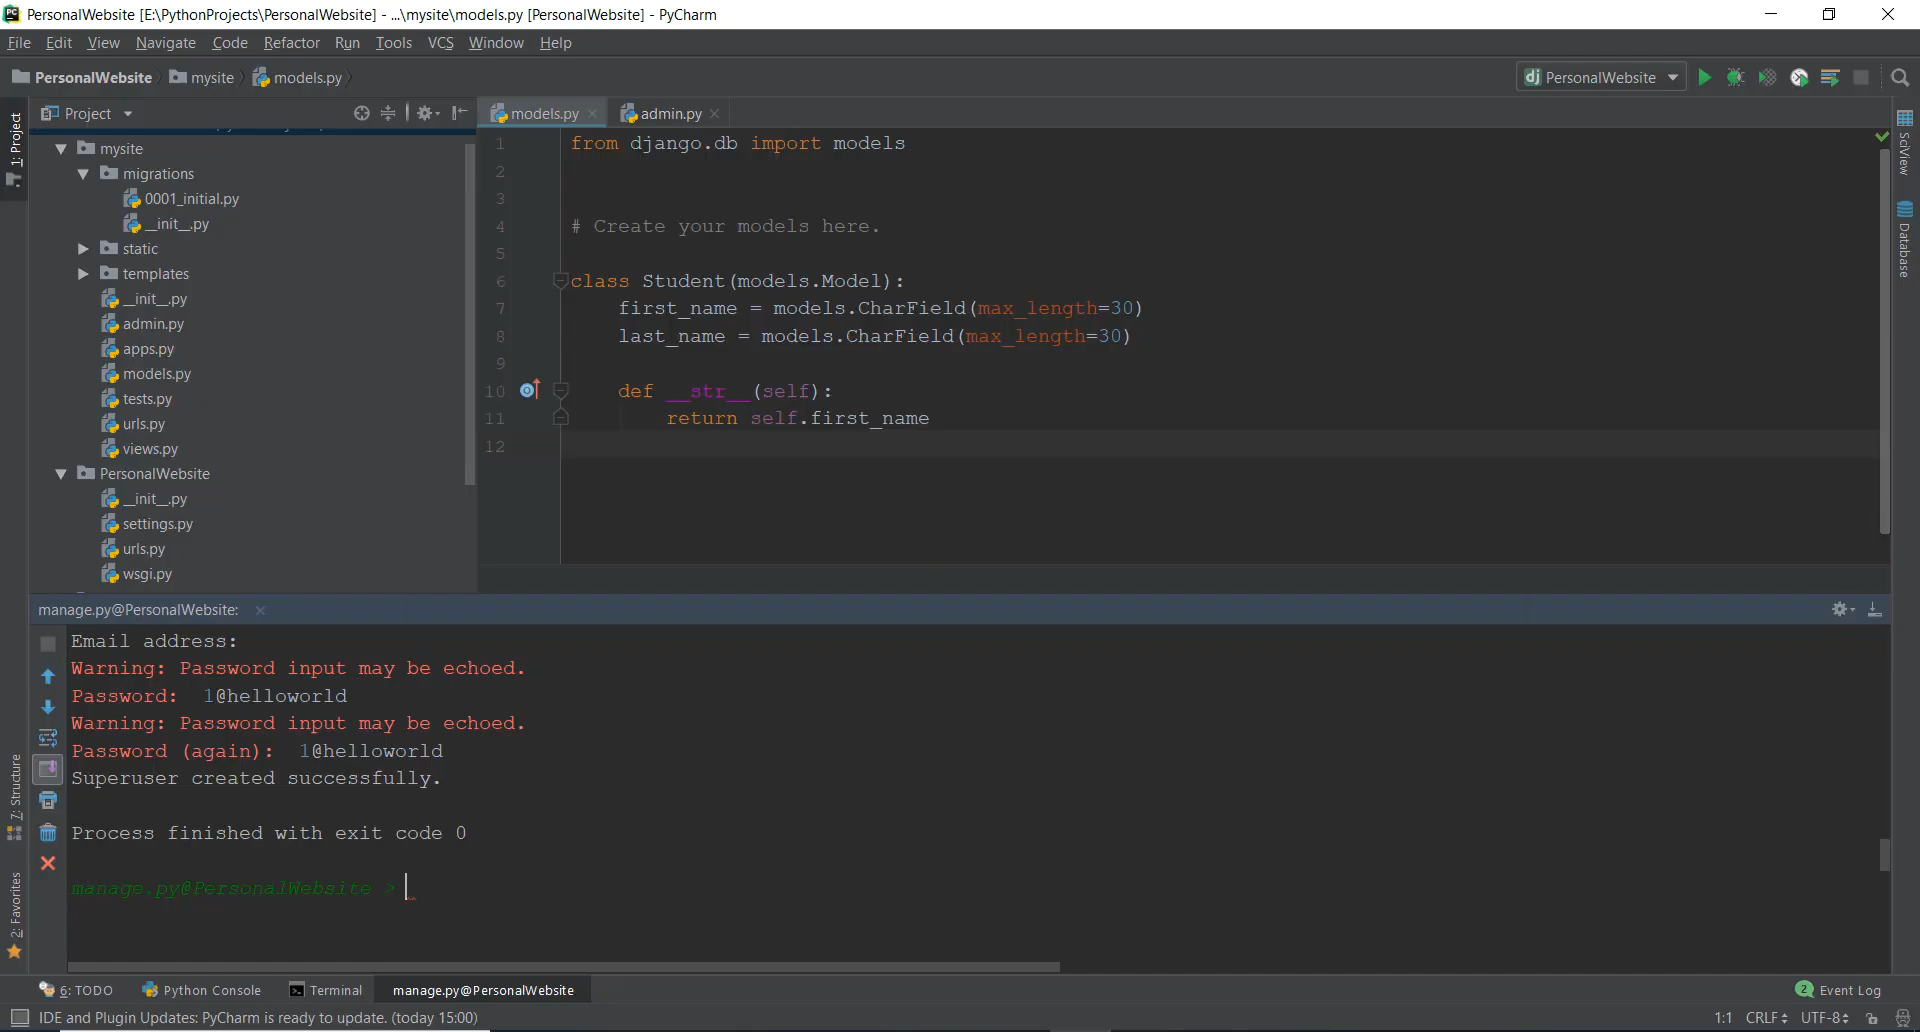 PersonalWebsite [E:\PythonProjects\PersonalWebsite] - ...\mysite\models.py [PersonalWebsite] - PyCharm
File Edit View Navigate Code Refactor Run Tools VCS Window Help
PersonalWebsite mysite models.py
PersonalWebsite
Project
models.py
admin.py
1: Project
mysite
migrations
0001_initial.py
__init__.py
static
templates
__init__.py
admin.py
apps.py
models.py
tests.py
urls.py
views.py
PersonalWebsite
__init__.py
settings.py
urls.py
wsgi.py
1 from django.db import models
2
3
4 # Create your models here.
5
6 class Student(models.Model):
7 first_name = models.CharField(max_length=30)
8 last_name = models.CharField(max_length=30)
9
10 def __str__(self):
11 return self.first_name
12
SciView
Database
manage.py@PersonalWebsite:
Email address:
Warning: Password input may be echoed.
Password: 1@helloworld
Warning: Password input may be echoed.
Password (again): 1@helloworld
Superuser created successfully.
Process finished with exit code 0
manage.py@PersonalWebsite >
7: Structure
2: Favorites
6: TODO Python Console Terminal manage.py@PersonalWebsite 2 Event Log
IDE and Plugin Updates: PyCharm is ready to update. (today 15:00) 1:1 CRLF UTF-8